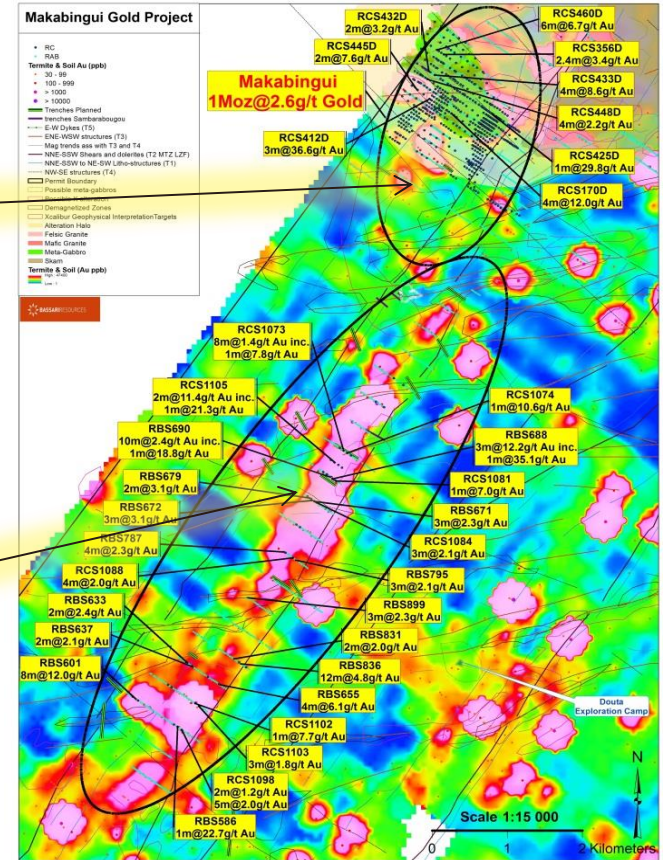 Makabingui Gold Project
RC
RAB
Termite & Soil Au (ppb)
30 - 99
100 - 999
> 1000
> 10000
Trenches Planned
trenches Sambarabougou
E-W Dykes (T5)
ENE-WSW structures (T3)
Mag trends ass with T3 and T4
NNE-SSW Shears and dolerites (T2 MTZ LZF)
NNE-SSW to NE-SW Litho-structures (T1)
NW-SE structures (T4)
Permit Boundary
Possible meta-gabbros
Demagnetized Zones
Xcalibur Geophysical InterpretationTargets
Alteration Halo
Felsic Granite
Mafic Granite
Meta-Gabbro
Skarn
Termite & Soil (Au ppb)
BASSARI RESOURCES
RCS432D
2m@3.2g/t Au
RCS445D
2m@7.6g/t Au
Makabingui
1Moz@2.6g/t Gold
RCS412D
3m@36.6g/t Au
RCS460D
6m@6.7g/t Au
RCS356D
2.4m@3.4g/t Au
RCS433D
4m@8.6g/t Au
RCS448D
4m@2.2g/t Au
RCS425D
1m@29.8g/t Au
RCS170D
4m@12.0g/t Au
RCS1073
8m@1.4g/t Au inc.
1m@7.8g/t Au
RCS1105
2m@11.4g/t Au inc.
1m@21.3g/t Au
RBS690
10m@2.4g/t Au inc.
1m@18.8g/t Au
RBS679
2m@3.1g/t Au
RBS672
3m@3.1g/t Au
RBS787
4m@2.3g/t Au
RCS1088
4m@2.0g/t Au
RBS633
2m@2.4g/t Au
RBS637
2m@2.1g/t Au
RBS601
8m@12.0g/t Au
RCS1074
1m@10.6g/t Au
RBS688
3m@12.2g/t Au inc.
1m@35.1g/t Au
RCS1081
1m@7.0g/t Au
RBS671
3m@2.3g/t Au
RCS1084
3m@2.1g/t Au
RBS795
3m@2.1g/t Au
RBS899
3m@2.3g/t Au
RBS831
2m@2.0g/t Au
RBS836
12m@4.8g/t Au
RBS655
4m@6.1g/t Au
RCS1102
1m@7.7g/t Au
RCS1103
3m@1.8g/t Au
RCS1098
2m@1.2g/t Au
5m@2.0g/t Au
RBS586
1m@22.7g/t Au
Douta
Exploration Camp
N
Scale 1:15 000
0 1 2 Kilometers